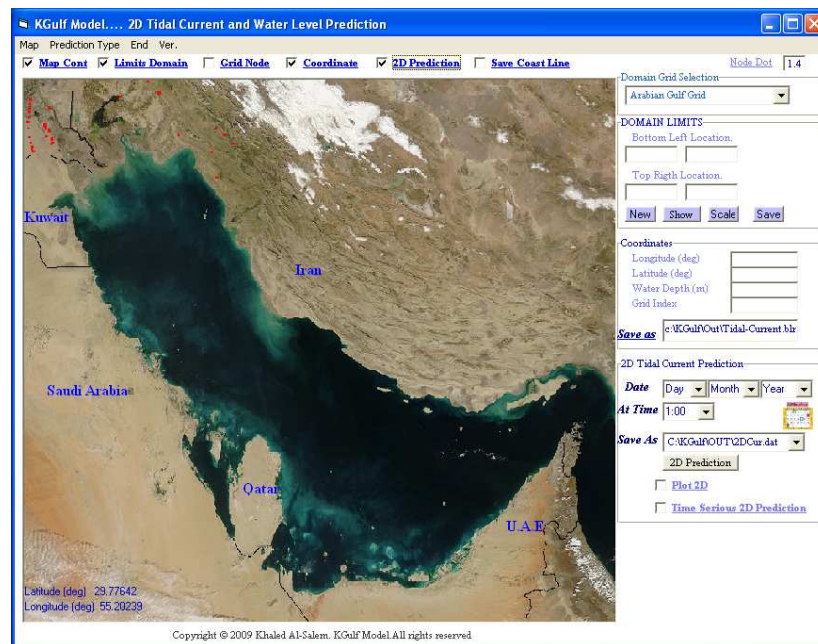 KGulf Model.... 2D Tidal Current and Water Level Prediction
Map Prediction Type End Ver.
Map Cont Limits Domain Grid Node Coordinate 2D Prediction Save Coast Line Node Dot 1.4
Domain Grid Selection
Arabian Gulf Grid
DOMAIN LIMITS
Bottom Left Location.
Top Rigth Location.
New Show Scale Save
Coordinates
Longitude (deg)
Latitude (deg)
Water Depth (m)
Grid Index
Save as c:\KGulf\Out\Tidal-Current.blr
2D Tidal Current Prediction
Date Day Month Year
At Time 1:00
Save As C:\KGulf\OUT\2DCur.dat
2D Prediction
Plot 2D
Time Serious 2D Prediction
Kuwait
Iran
Saudi Arabia
Qatar
U.A.E
Latitude (deg) 29.77642
Longitude (deg) 55.20239
Copyright © 2009 Khaled Al-Salem. KGulf Model.All rights reserved